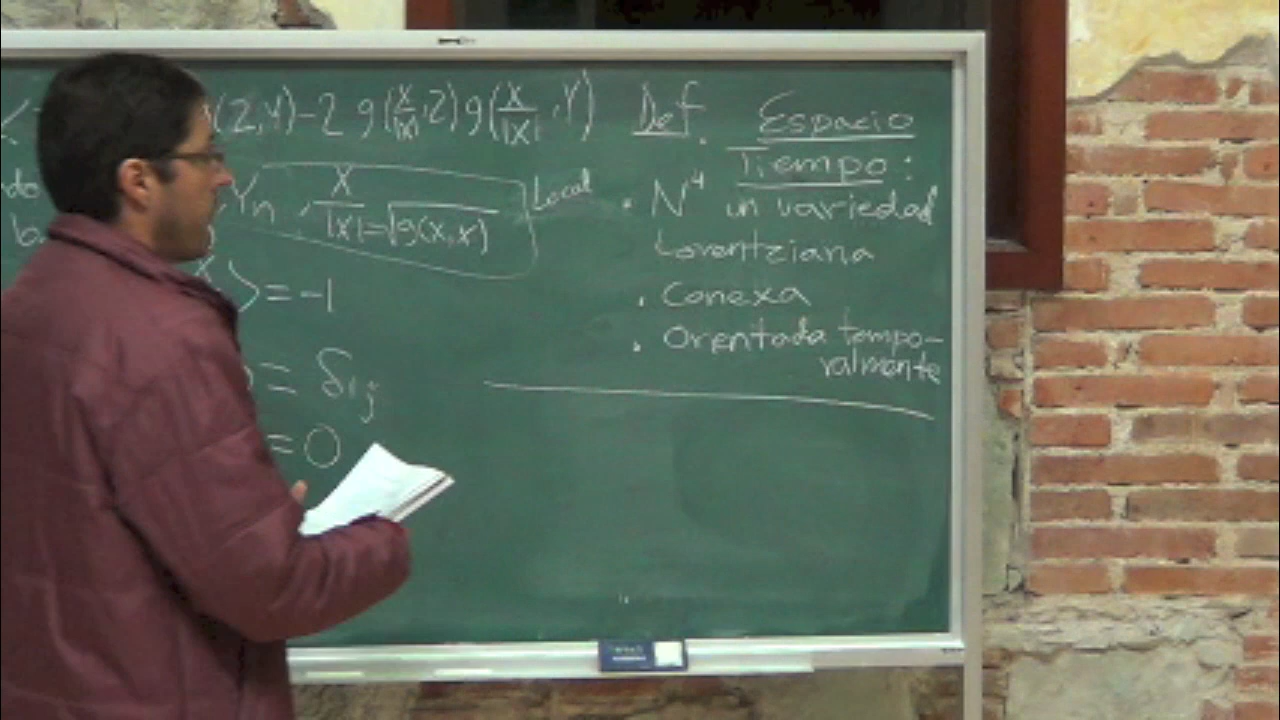 (Z,Y)-2 g(X/|X|,Z)g(X/|X|,Y)
Yn , X/|X|=√g(X,X)
Local
>=-1
= δij
=0
Def. Espacio
Tiempo:
· N⁴ un variedad
Lorentziana
· Conexa
· Orientada tempo-
ralmente